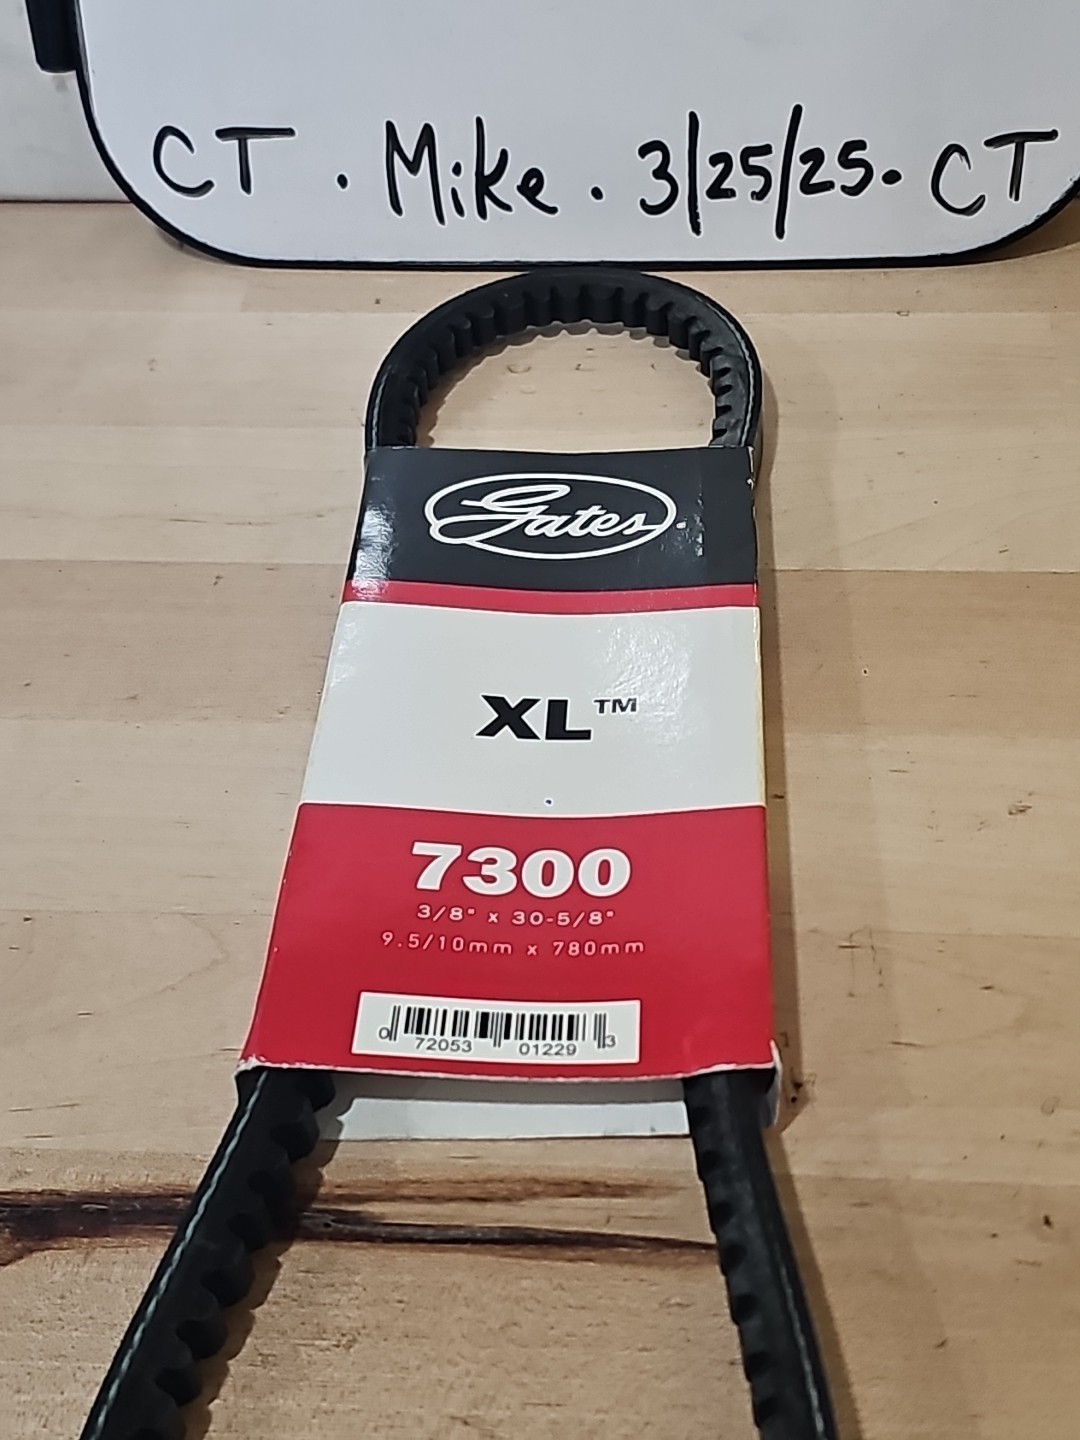 CT . Mike . 3/25/25. CT
Gates
XL™
7300
3/8" x 30-5/8"
9.5/10mm x 780mm
0 72053 01229 3